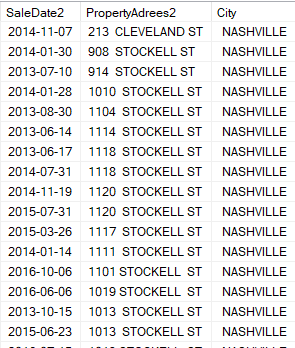 SaleDate2 PropertyAdrees2 City
2014-11-07 213 CLEVELAND ST NASHVILLE
2014-01-30 908 STOCKELL ST NASHVILLE
2013-07-10 914 STOCKELL ST NASHVILLE
2014-01-28 1010 STOCKELL ST NASHVILLE
2013-08-30 1104 STOCKELL ST NASHVILLE
2013-06-14 1114 STOCKELL ST NASHVILLE
2013-06-17 1118 STOCKELL ST NASHVILLE
2014-07-31 1118 STOCKELL ST NASHVILLE
2014-11-19 1120 STOCKELL ST NASHVILLE
2015-07-31 1120 STOCKELL ST NASHVILLE
2015-03-26 1117 STOCKELL ST NASHVILLE
2014-01-14 1111 STOCKELL ST NASHVILLE
2016-10-06 1101 STOCKELL ST NASHVILLE
2016-06-06 1019 STOCKELL ST NASHVILLE
2013-10-15 1013 STOCKELL ST NASHVILLE
2015-06-23 1013 STOCKELL ST NASHVILLE